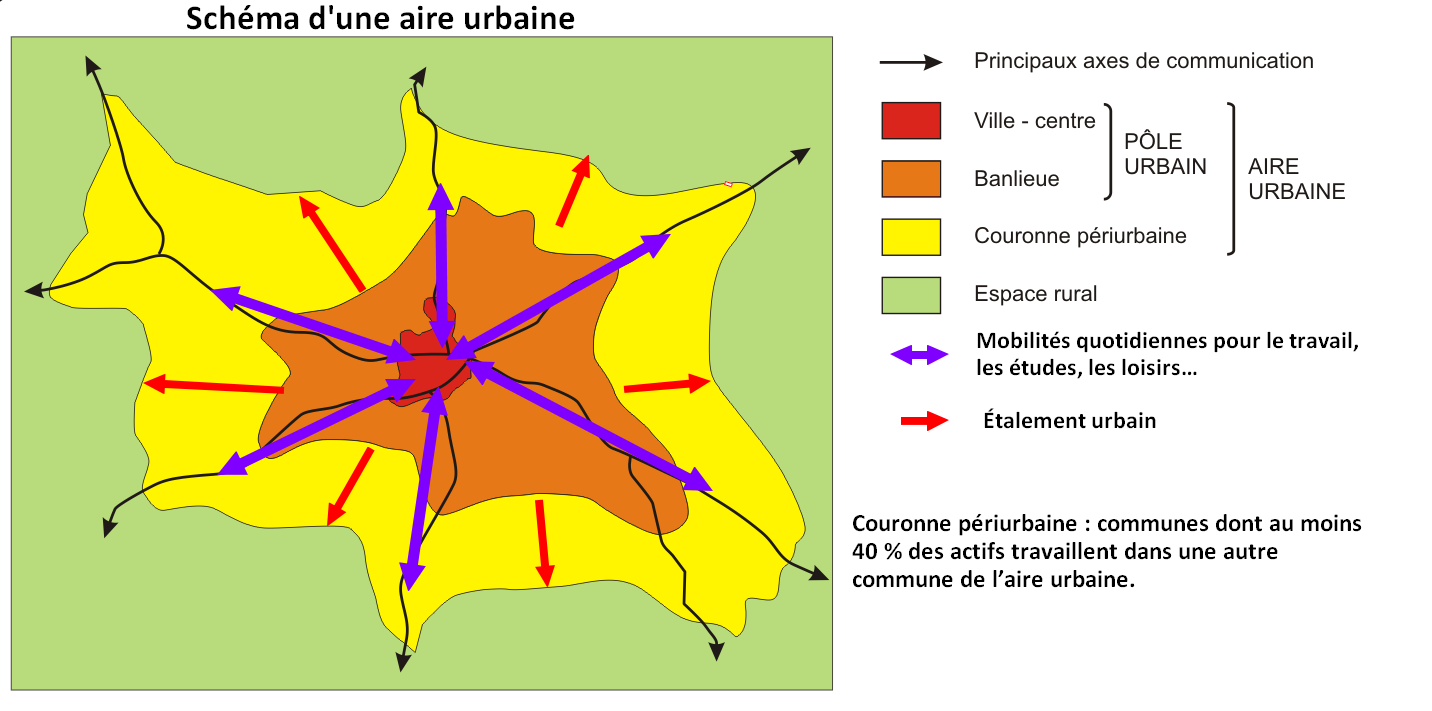 Schéma d'une aire urbaine
Principaux axes de communication
Ville - centre
Banlieue
PÔLE
URBAIN
AIRE
URBAINE
Couronne périurbaine
Espace rural
Mobilités quotidiennes pour le travail,
les études, les loisirs...
Étalement urbain
Couronne périurbaine : communes dont au moins
40 % des actifs travaillent dans une autre
commune de l’aire urbaine.